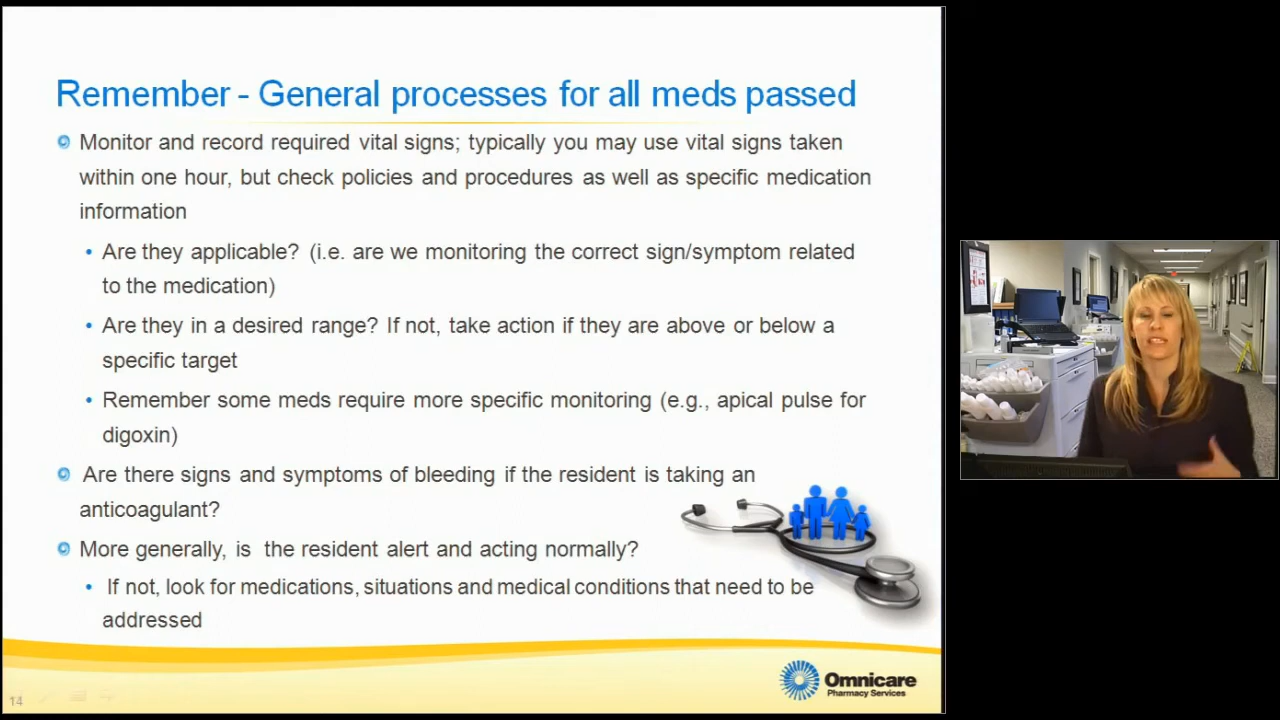 Remember - General processes for all meds passed
Monitor and record required vital signs; typically you may use vital signs taken
within one hour, but check policies and procedures as well as specific medication
information
Are they applicable? (i.e. are we monitoring the correct sign/symptom related
to the medication)
Are they in a desired range? If not, take action if they are above or below a
specific target
Remember some meds require more specific monitoring (e.g., apical pulse for
digoxin)
Are there signs and symptoms of bleeding if the resident is taking an
anticoagulant?
More generally, is the resident alert and acting normally?
If not, look for medications, situations and medical conditions that need to be
addressed
Omnicare
Pharmacy Services
14